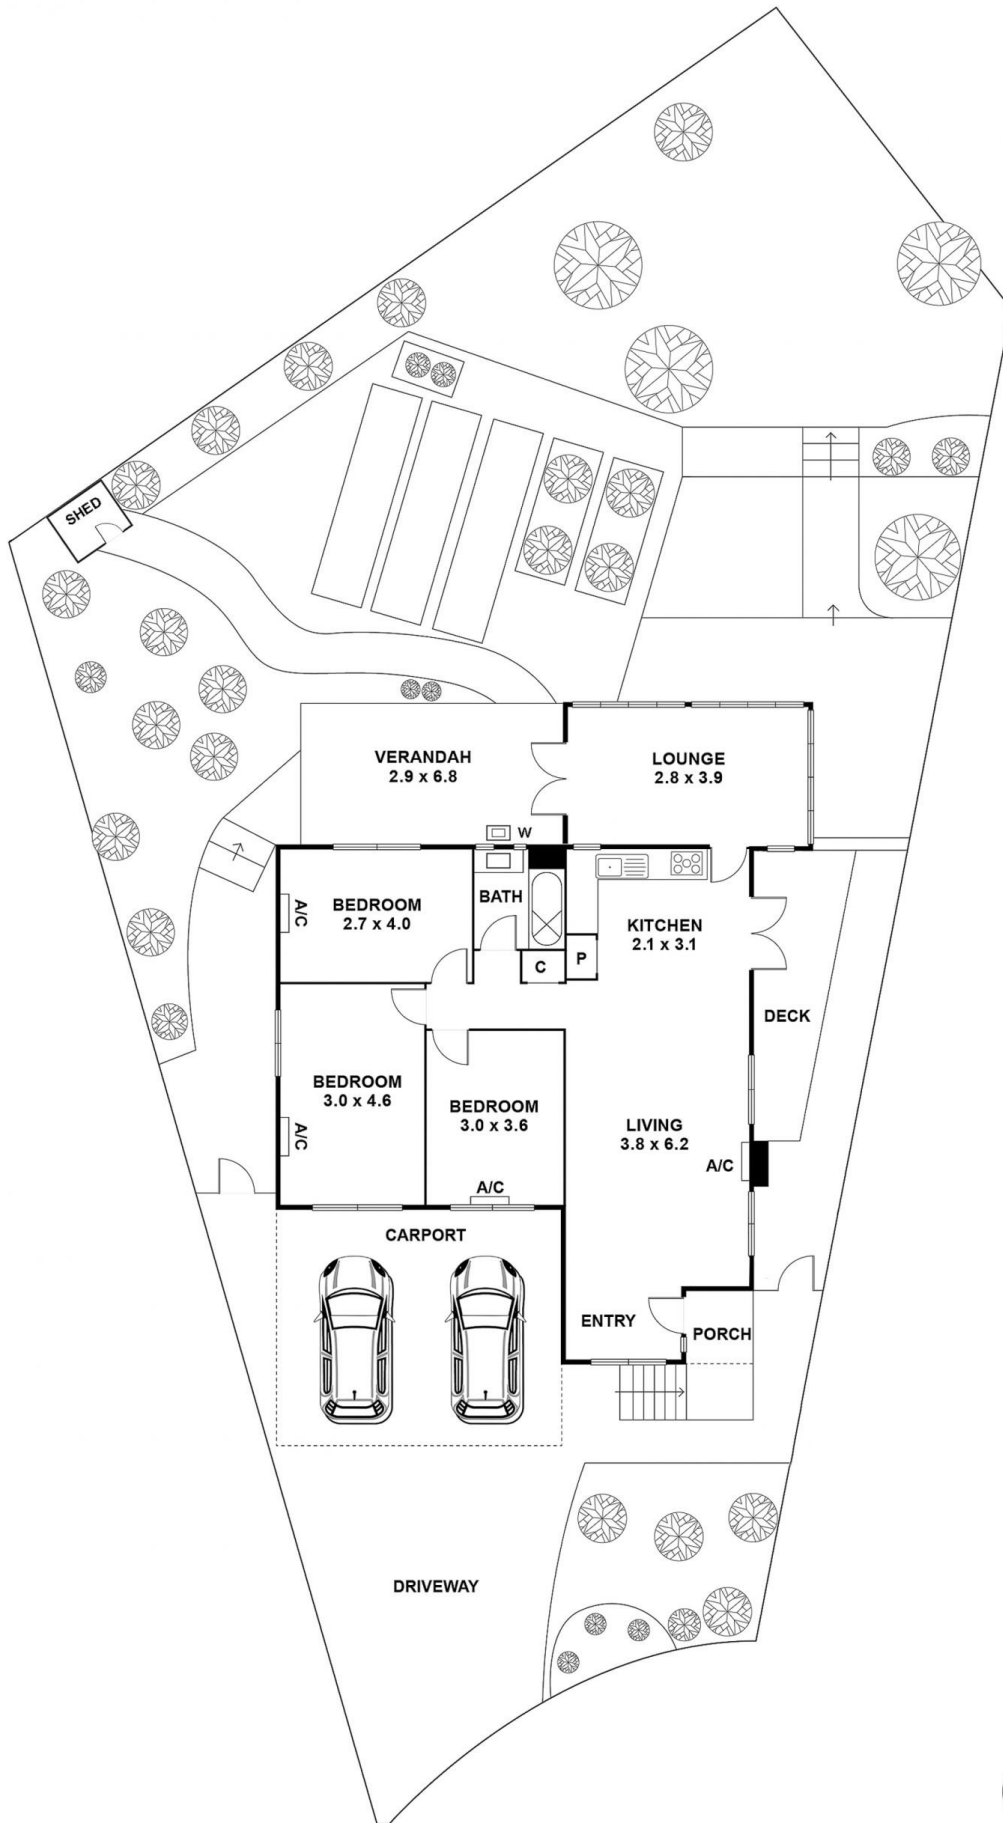 SHED
VERANDAH
2.9 x 6.8
LOUNGE
2.8 x 3.9
W
BATH
A/C
BEDROOM
2.7 x 4.0
KITCHEN
2.1 x 3.1
C
P
DECK
BEDROOM
3.0 x 4.6
BEDROOM
3.0 x 3.6
LIVING
3.8 x 6.2
A/C
A/C
A/C
CARPORT
ENTRY
PORCH
DRIVEWAY